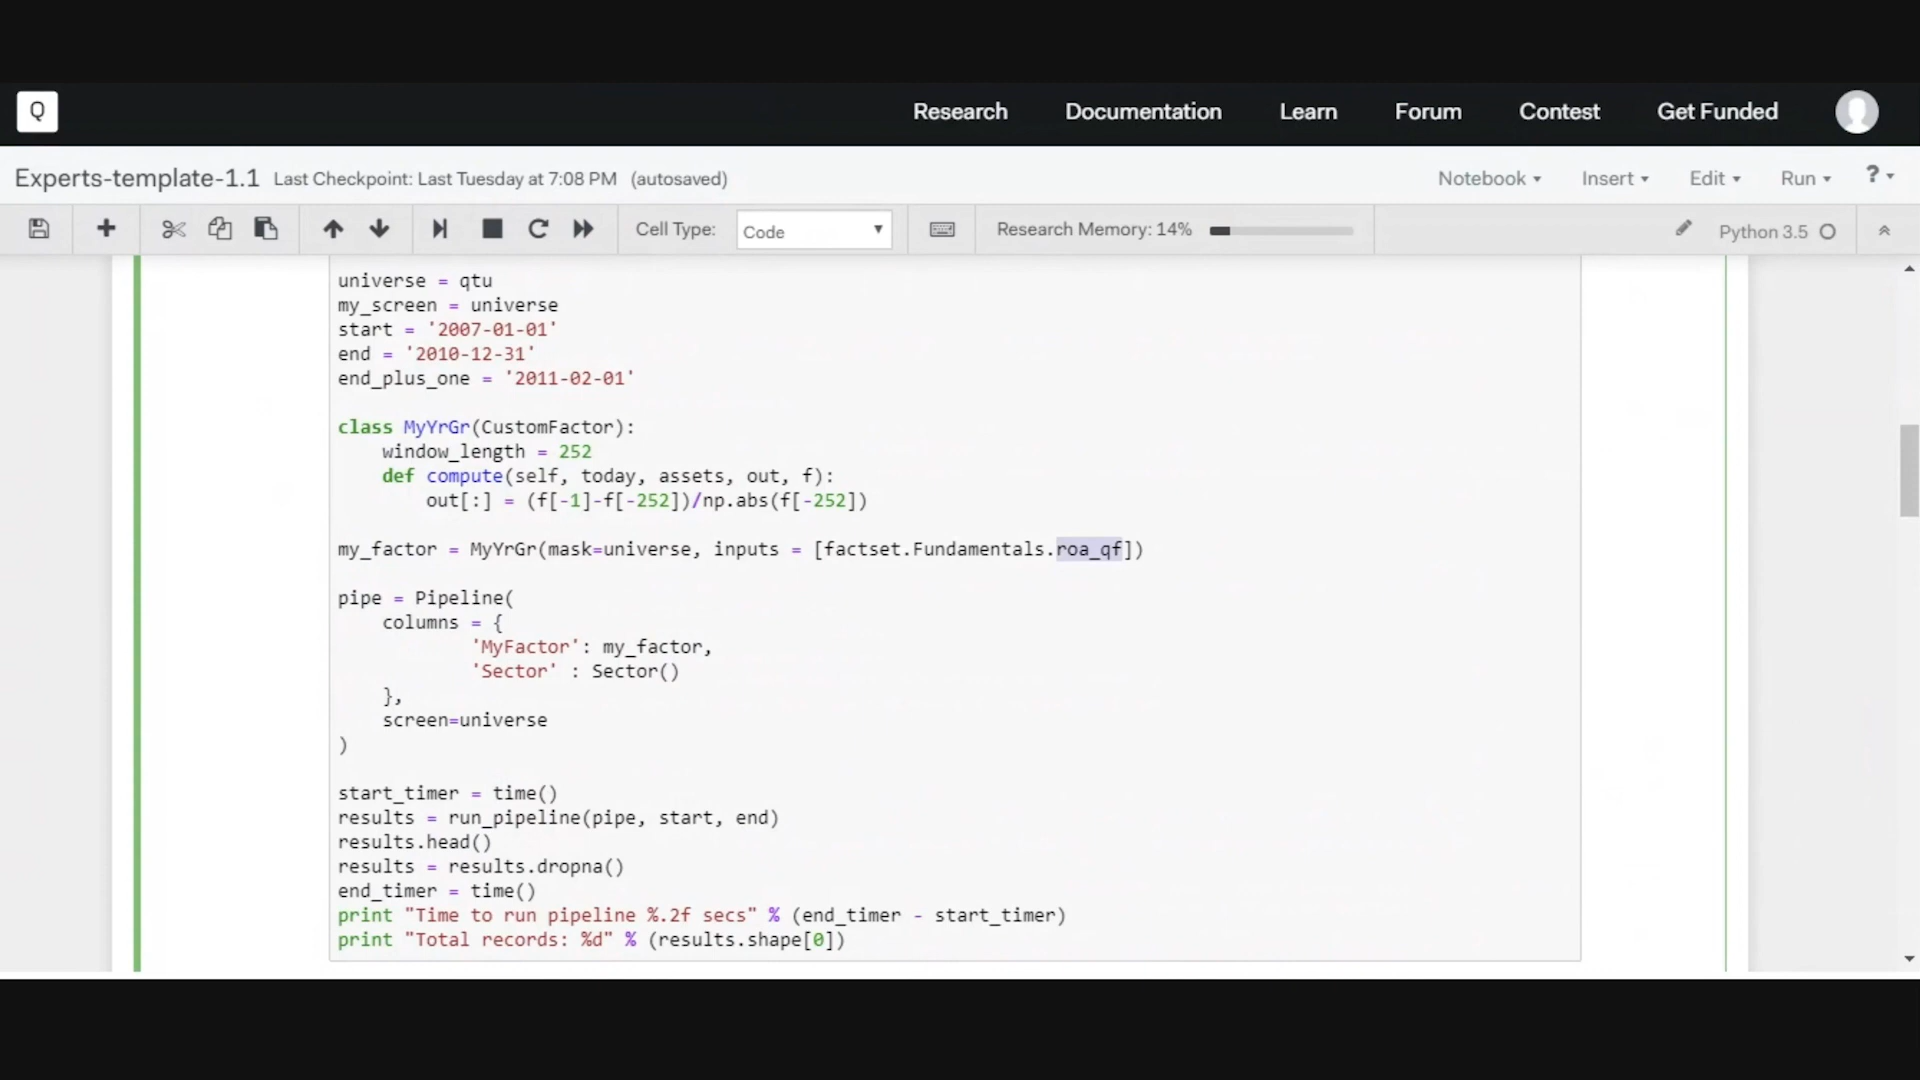 Q
Research Documentation Learn Forum Contest Get Funded
Experts-template-1.1 Last Checkpoint: Last Tuesday at 7:08 PM (autosaved)
Notebook Insert Edit Run ?
Cell Type: Code Research Memory: 14% Python 3.5
universe = qtu
my_screen = universe
start = '2007-01-01'
end = '2010-12-31'
end_plus_one = '2011-02-01'
class MyYrGr(CustomFactor):
    window_length = 252
    def compute(self, today, assets, out, f):
        out[:] = (f[-1]-f[-252])/np.abs(f[-252])
my_factor = MyYrGr(mask=universe, inputs = [factset.Fundamentals.roa_qf])
pipe = Pipeline(
    columns = {
            'MyFactor': my_factor,
            'Sector' : Sector()
    },
    screen=universe
)
start_timer = time()
results = run_pipeline(pipe, start, end)
results.head()
results = results.dropna()
end_timer = time()
print "Time to run pipeline %.2f secs" % (end_timer - start_timer)
print "Total records: %d" % (results.shape[0])